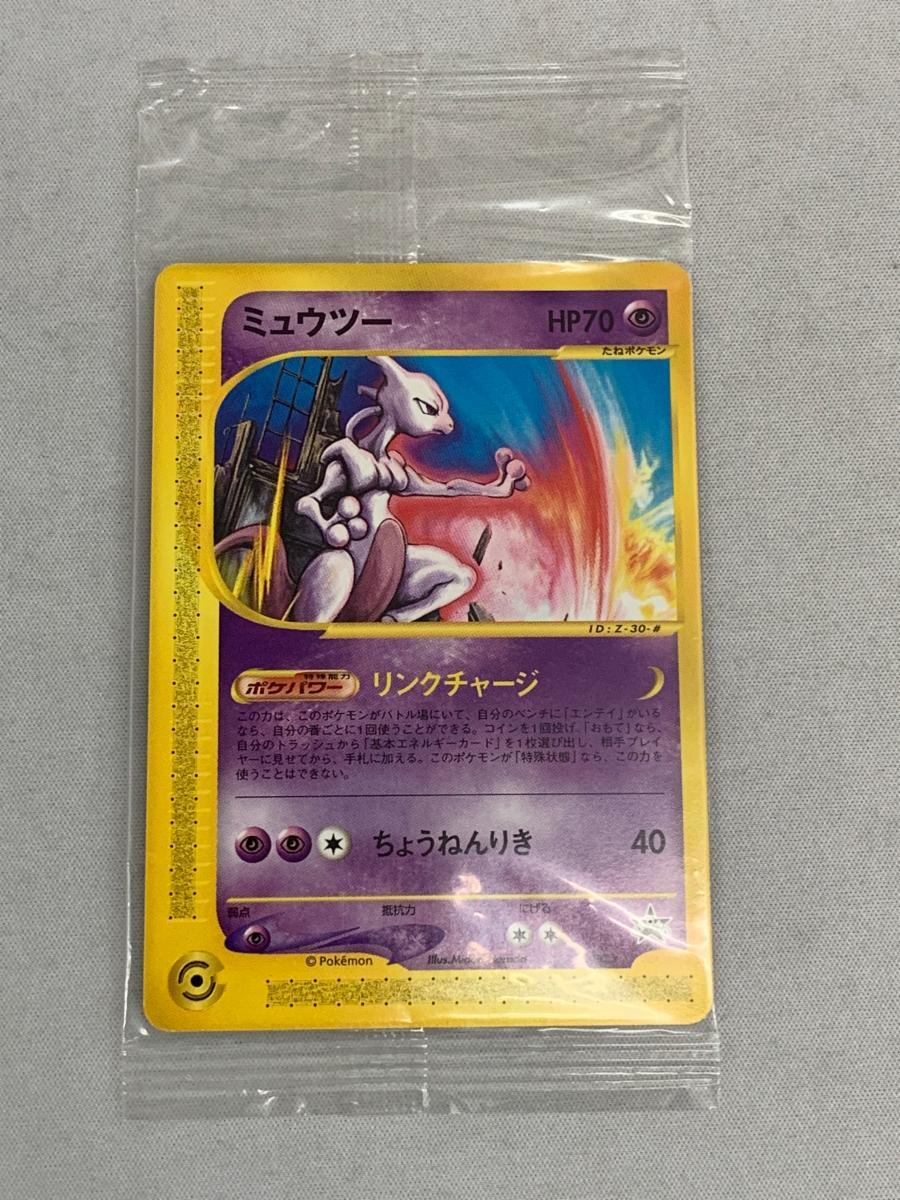 ミュウツー HP70
たねポケモン
ID:Z-30-#
特殊能力
ポケパワー リンクチャージ
この力は、このポケモンがバトル場にいて、自分のベンチに「エンテイ」がいる
なら、自分の番ごとに1回使うことができる。コインを1回投げ、「おもて」なら、
自分のトラッシュから「基本エネルギーカード」を1枚選び出し、相手プレイ
ヤーに見せてから、手札に加える。このポケモンが「特殊状態」なら、この力を
使うことはできない。
ちょうねんりき 40
弱点 抵抗力 にげる
©Pokémon Illus.